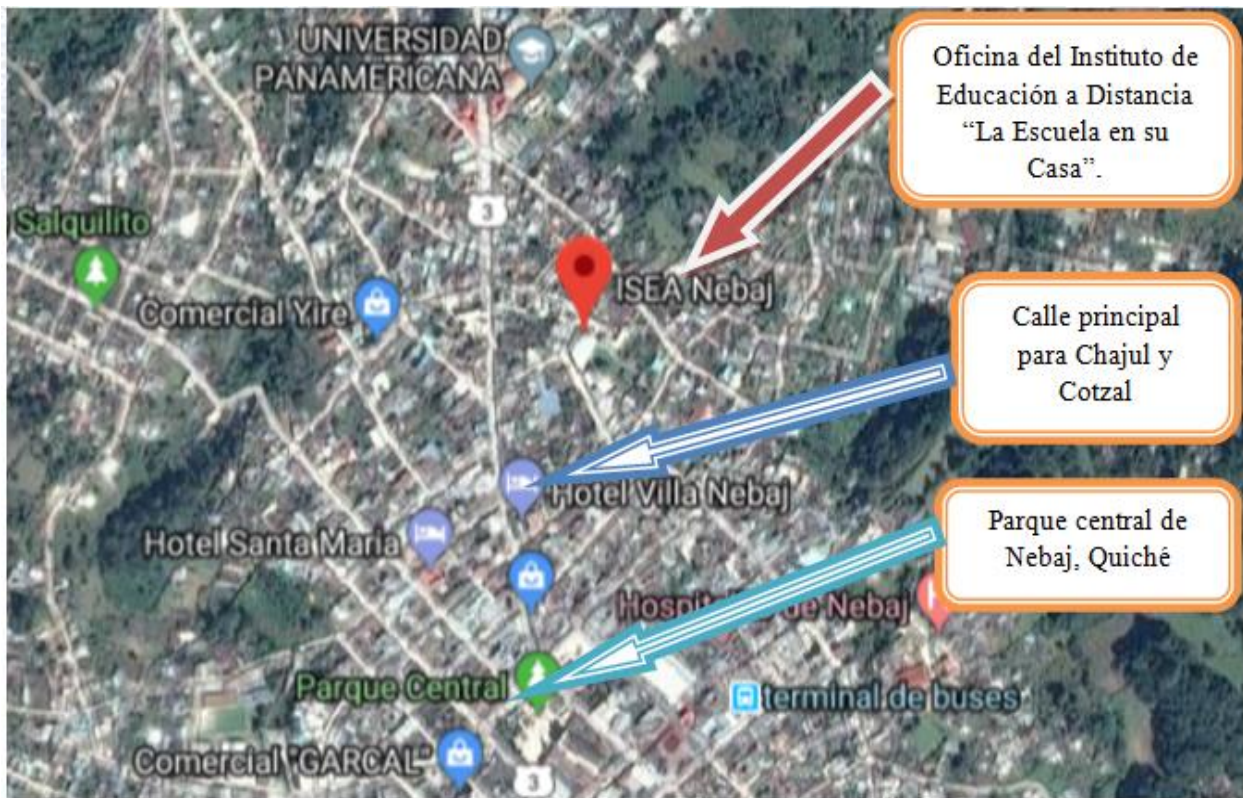 UNIVERSIDAD
PANAMERICANA
Oficina del Instituto de
Educación a Distancia
“La Escuela en su
Casa”.
3
Salquilito
ISEA Nebaj
Comercial Yire
Calle principal
para Chajul y
Cotzal
Hotel Villa Nebaj
Hotel Santa Maria
Parque central de
Nebaj, Quiché
de Nebaj
Parque Central
terminal de buses
Comercial "GARCAL"
3